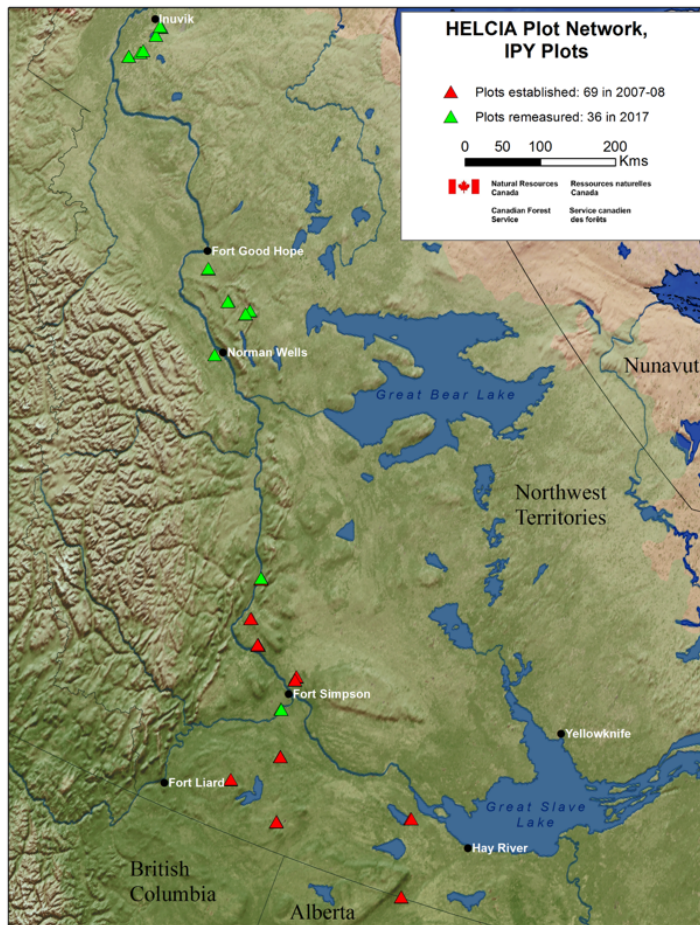 HELCIA Plot Network,
IPY Plots
Plots established: 69 in 2007-08
Plots remeasured: 36 in 2017
0 50 100 200
Kms
Natural Resources
Canada
Ressources naturelles
Canada
Canadian Forest
Service
Service canadien
des forêts
Inuvik
Fort Good Hope
Norman Wells
Great Bear Lake
Nunavut
Northwest
Territories
Fort Simpson
Yellowknife
Fort Liard
Great Slave
Lake
Hay River
British
Columbia
Alberta